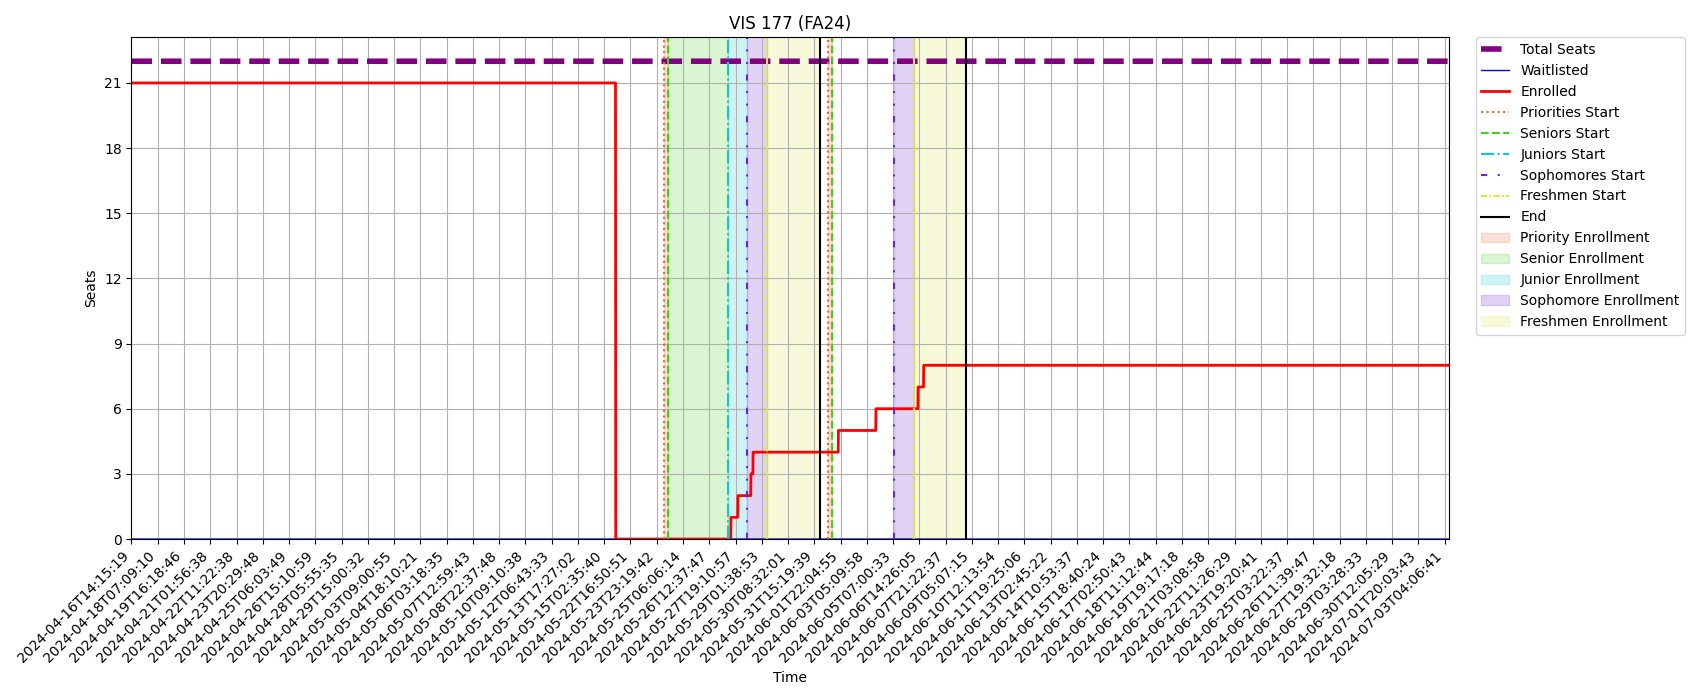 VIS 177 (FA24)
Total Seats
Waitlisted
Enrolled
Priorities Start
Seniors Start
Juniors Start
Sophomores Start
Freshmen Start
End
Priority Enrollment
Senior Enrollment
Junior Enrollment
Sophomore Enrollment
Freshmen Enrollment
Seats
21
18
15
12
9
6
3
0
2024-04-16T14:15:19
2024-04-18T07:09:10
2024-04-19T16:18:46
2024-04-21T01:56:38
2024-04-22T11:22:38
2024-04-23T20:29:48
2024-04-25T06:03:49
2024-04-26T15:10:59
2024-04-28T05:55:35
2024-04-29T15:00:32
2024-05-03T09:00:55
2024-05-04T18:10:21
2024-05-06T03:18:35
2024-05-07T12:59:43
2024-05-08T22:37:48
2024-05-10T09:10:38
2024-05-12T06:43:33
2024-05-13T17:27:02
2024-05-15T02:35:40
2024-05-22T16:50:51
2024-05-23T23:19:42
2024-05-25T06:06:14
2024-05-26T12:37:47
2024-05-27T19:10:57
2024-05-29T01:38:53
2024-05-30T08:32:01
2024-05-31T15:19:39
2024-06-01T22:04:55
2024-06-03T05:09:58
2024-06-05T07:00:33
2024-06-06T14:26:05
2024-06-07T21:22:37
2024-06-09T05:07:15
2024-06-10T12:13:54
2024-06-11T19:25:06
2024-06-13T02:45:22
2024-06-14T10:53:37
2024-06-15T18:40:24
2024-06-17T02:50:43
2024-06-18T11:12:44
2024-06-19T19:17:18
2024-06-21T03:08:58
2024-06-22T11:26:29
2024-06-23T19:20:41
2024-06-25T03:22:37
2024-06-26T11:39:47
2024-06-27T19:32:18
2024-06-29T03:28:33
2024-06-30T12:05:29
2024-07-01T20:03:43
2024-07-03T04:06:41
Time